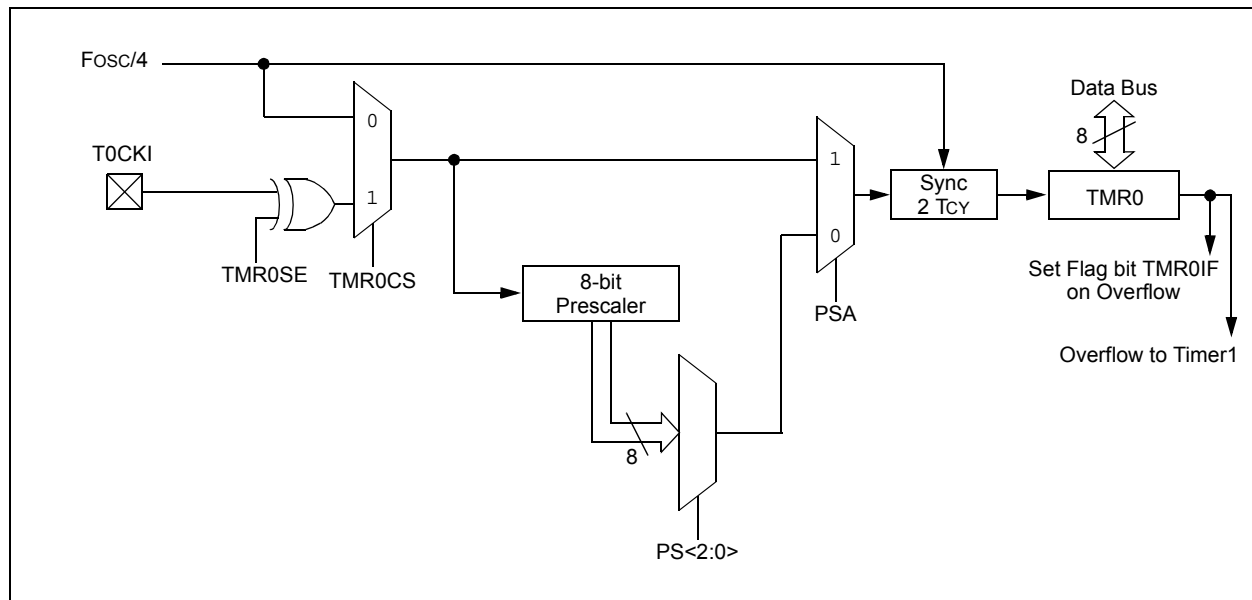 FOSC/4
T0CKI
0
1
TMR0SE
TMR0CS
8-bit
Prescaler
8
PS<2:0>
1
0
PSA
Sync
2 TCY
Data Bus
8
TMR0
Set Flag bit TMR0IF
on Overflow
Overflow to Timer1